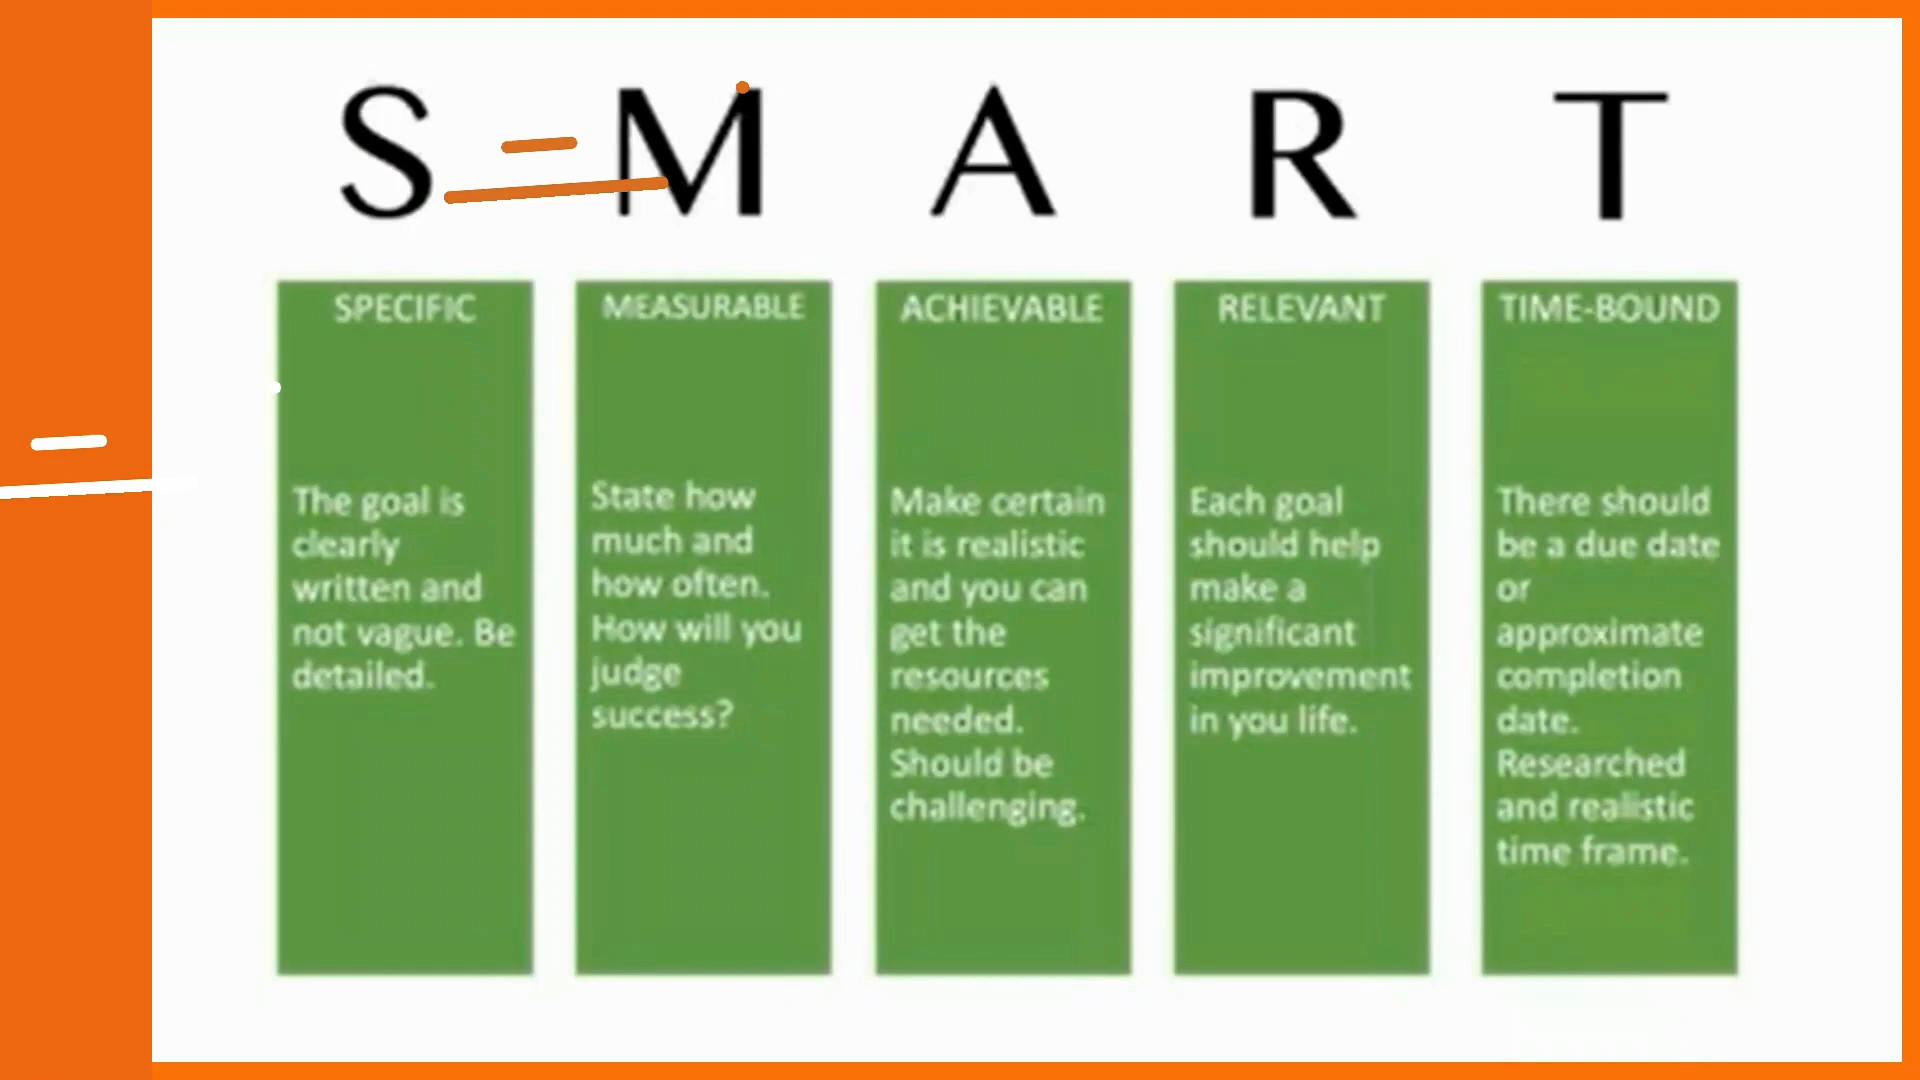 S M A R T
SPECIFIC
The goal is
clearly
written and
not vague. Be
detailed.
MEASURABLE
State how
much and
how often.
How will you
judge
success?
ACHIEVABLE
Make certain
it is realistic
and you can
get the
resources
needed.
Should be
challenging.
RELEVANT
Each goal
should help
make a
significant
improvement
in you life.
TIME-BOUND
There should
be a due date
or
approximate
completion
date.
Researched
and realistic
time frame.